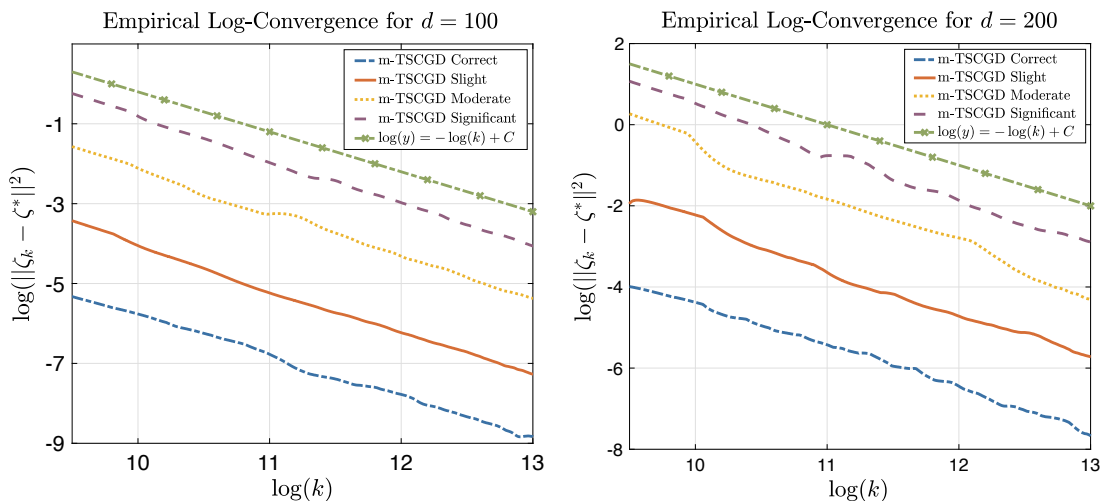 Empirical Log-Convergence for d = 100
m-TSCGD Correct
m-TSCGD Slight
m-TSCGD Moderate
m-TSCGD Significant
log(y) = − log(k) + C
-1
-3
-5
-7
-9
10
11
12
13
log(k)
log(||ζ_k − ζ*||²)
Empirical Log-Convergence for d = 200
m-TSCGD Correct
m-TSCGD Slight
m-TSCGD Moderate
m-TSCGD Significant
log(y) = − log(k) + C
2
0
-2
-4
-6
-8
10
11
12
13
log(k)
log(||ζ_k − ζ*||²)